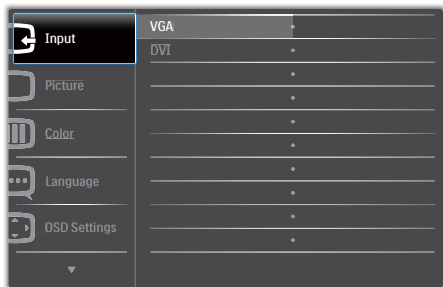 Input
Picture
Color
Language
OSD Settings
VGA
DVI